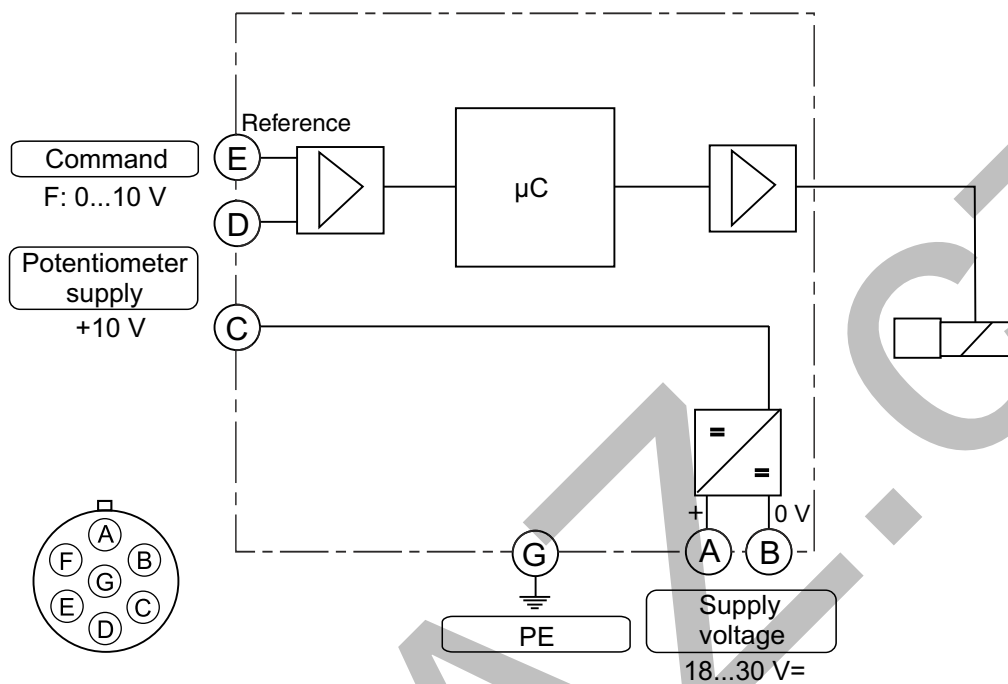 Reference
Command
E
F: 0...10 V
D
µC
Potentiometer
supply
+10 V
C
=
=
+
0 V
G
A
B
PE
Supply
voltage
18...30 V=
A
F
B
G
E
C
D